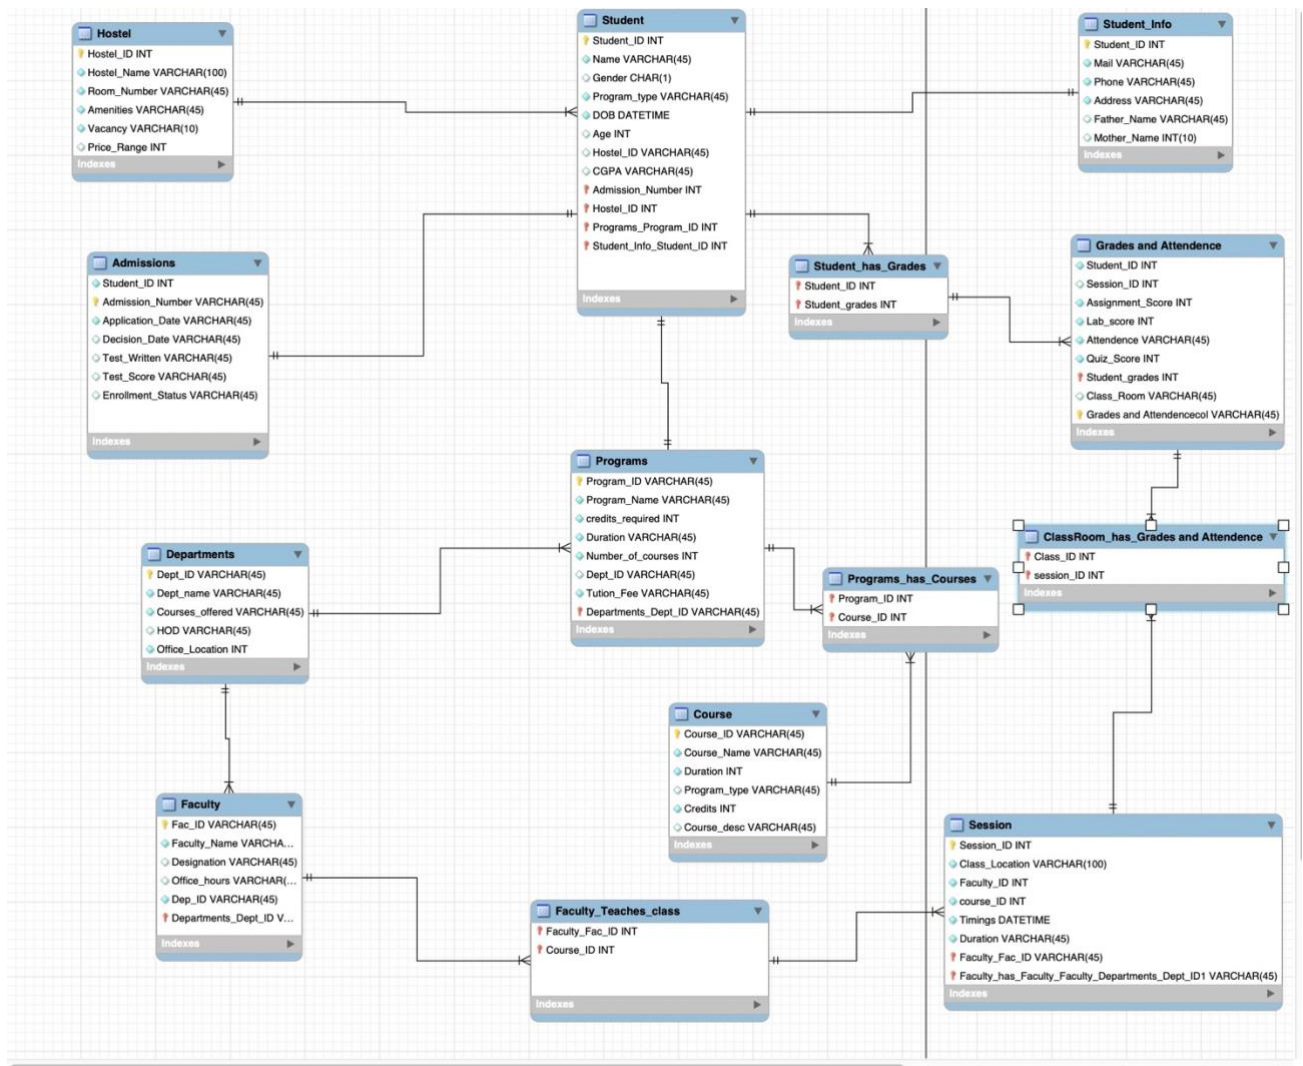 Hostel
Hostel_ID INT
Hostel_Name VARCHAR(100)
Room_Number VARCHAR(45)
Amenities VARCHAR(45)
Vacancy VARCHAR(10)
Price_Range INT
Indexes
Student
Student_ID INT
Name VARCHAR(45)
Gender CHAR(1)
Program_type VARCHAR(45)
DOB DATETIME
Age INT
Hostel_ID VARCHAR(45)
CGPA VARCHAR(45)
Admission_Number INT
Hostel_ID INT
Programs_Program_ID INT
Student_Info_Student_ID INT
Indexes
Student_Info
Student_ID INT
Mail VARCHAR(45)
Phone VARCHAR(45)
Address VARCHAR(45)
Father_Name VARCHAR(45)
Mother_Name INT(10)
Indexes
Admissions
Student_ID INT
Admission_Number VARCHAR(45)
Application_Date VARCHAR(45)
Decision_Date VARCHAR(45)
Test_Written VARCHAR(45)
Test_Score VARCHAR(45)
Enrollment_Status VARCHAR(45)
Indexes
Student_has_Grades
Student_ID INT
Student_grades INT
Indexes
Grades and Attendence
Student_ID INT
Session_ID INT
Assignment_Score INT
Lab_score INT
Attendence VARCHAR(45)
Quiz_Score INT
Student_grades INT
Class_Room VARCHAR(45)
Grades and Attendencecol VARCHAR(45)
Indexes
Programs
Program_ID VARCHAR(45)
Program_Name VARCHAR(45)
credits_required INT
Duration VARCHAR(45)
Number_of_courses INT
Dept_ID VARCHAR(45)
Tution_Fee VARCHAR(45)
Departments_Dept_ID VARCHAR(45)
Indexes
ClassRoom_has_Grades and Attendence
Class_ID INT
session_ID INT
Indexes
Departments
Dept_ID VARCHAR(45)
Dept_name VARCHAR(45)
Courses_offered VARCHAR(45)
HOD VARCHAR(45)
Office_Location INT
Indexes
Programs_has_Courses
Program_ID INT
Course_ID INT
Indexes
Course
Course_ID VARCHAR(45)
Course_Name VARCHAR(45)
Duration INT
Program_type VARCHAR(45)
Credits INT
Course_desc VARCHAR(45)
Indexes
Faculty
Fac_ID VARCHAR(45)
Faculty_Name VARCHA...
Designation VARCHAR(45)
Office_hours VARCHAR(...
Dep_ID VARCHAR(45)
Departments_Dept_ID V...
Indexes
Session
Session_ID INT
Class_Location VARCHAR(100)
Faculty_ID INT
course_ID INT
Timings DATETIME
Duration VARCHAR(45)
Faculty_Fac_ID VARCHAR(45)
Faculty_has_Faculty_Faculty_Departments_Dept_ID1 VARCHAR(45)
Indexes
Faculty_Teaches_class
Faculty_Fac_ID INT
Course_ID INT
Indexes